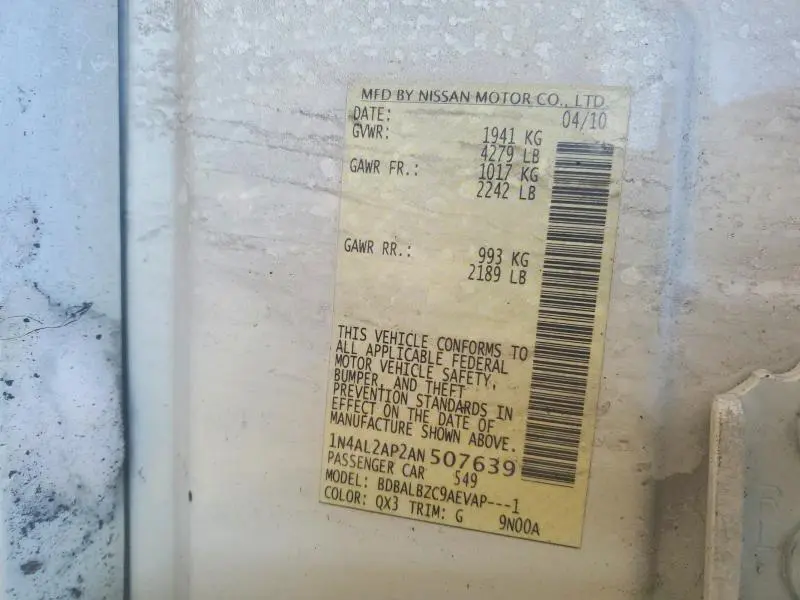 MFD BY NISSAN MOTOR CO., LTD
DATE: 04/10
GVWR: 1941 KG
4279 LB
GAWR FR.: 1017 KG
2242 LB
GAWR RR.: 993 KG
2189 LB
THIS VEHICLE CONFORMS TO
ALL APPLICABLE FEDERAL
MOTOR VEHICLE SAFETY,
BUMPER, AND THEFT
PREVENTION STANDARDS IN
EFFECT ON THE DATE OF
MANUFACTURE SHOWN ABOVE.
1N4AL2AP2AN507639
PASSENGER CAR 549
MODEL: BDBALBZC9AEVAP---1
COLOR: QX3 TRIM: G 9N00A